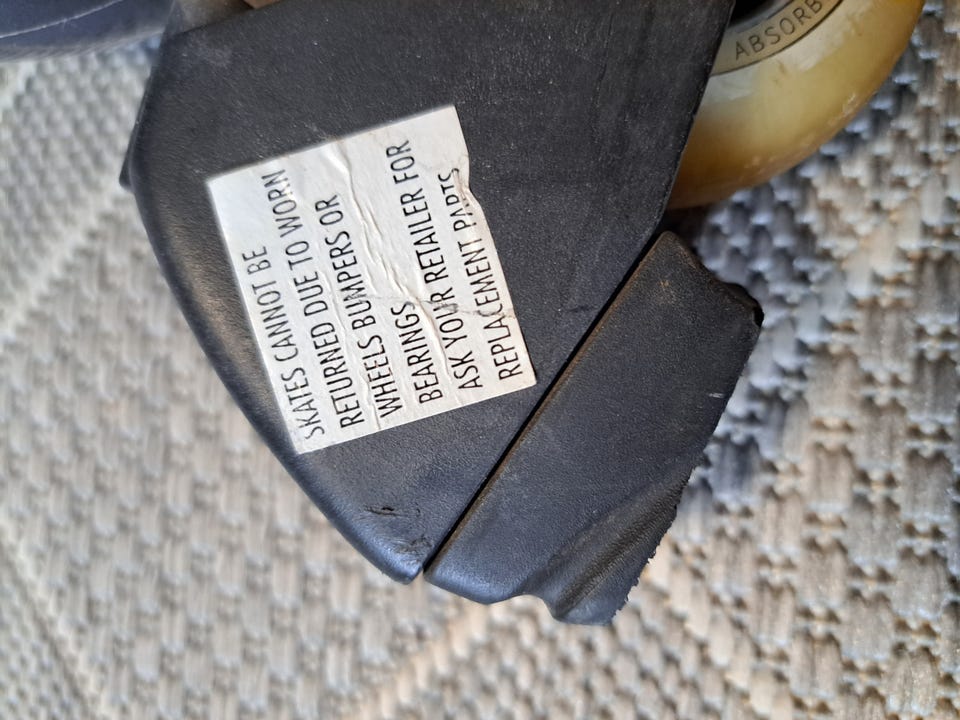 SKATES CANNOT BE
RETURNED DUE TO WORN
WHEELS BUMPERS OR
BEARINGS
ASK YOUR RETAILER FOR
REPLACEMENT PARTS
ABSORB